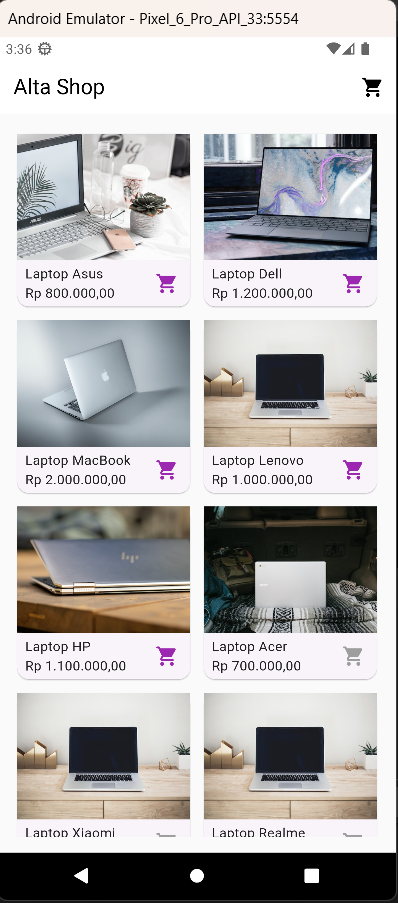 Android Emulator - Pixel_6_Pro_API_33:5554
3:36
Alta Shop
Laptop Asus
Rp 800.000,00
Laptop Dell
Rp 1.200.000,00
Laptop MacBook
Rp 2.000.000,00
Laptop Lenovo
Rp 1.000.000,00
hp
Laptop HP
Rp 1.100.000,00
Laptop Acer
Rp 700.000,00
Laptop Xiaomi
Laptop Realme